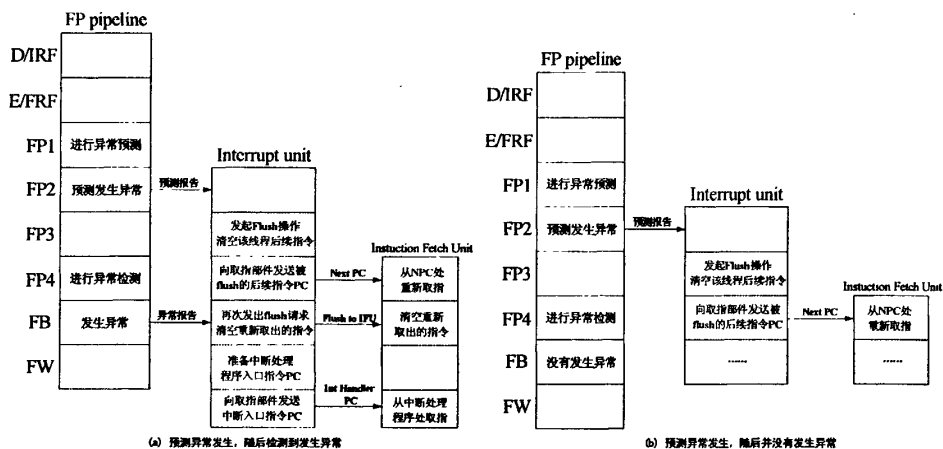 FP pipeline
D/IRF
E/FRF
FP1
进行异常预测
FP2
预测发生异常
预测报告
FP3
FP4
进行异常检测
FB
发生异常
异常报告
FW
Interrupt unit
发起Flush操作
清空该线程后续指令
向取指部件发送被
flush的后续指令PC
再次发出flush请求
清空重新取出的指令
准备中断处理
程序入口指令PC
向取指部件发送
中断入口指令PC
Next PC
Flush to IFU
Int Handler
PC
Instuction Fetch Unit
从NPC处
重新取指
清空重新
取出的指令
从中断处理
程序处取指
(a) 预测异常发生，随后检测到发生异常
FP pipeline
D/IRF
E/FRF
FP1
进行异常预测
FP2
预测发生异常
预测报告
FP3
FP4
进行异常检测
FB
没有发生异常
FW
Interrupt unit
发起Flush操作
清空该线程后续指令
向取指部件发送被
flush的后续指令PC
......
Next PC
Instuction Fetch Unit
从NPC处
重新取指
......
(b) 预测异常发生，随后并没有发生异常